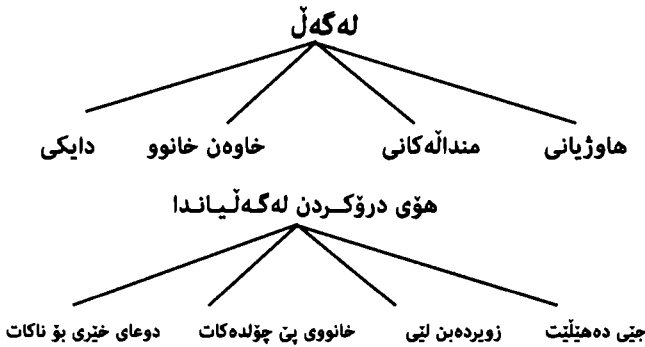 لەگەڵ
هاوژیانی منداڵەکانی خاوەن خانوو دایکی
هۆی درۆکردن لەگەڵیاندا
جێی دەهێڵێت زویردەبن لێی خانووی پێ چۆلدەکات دوعای خێری بۆ ناکات